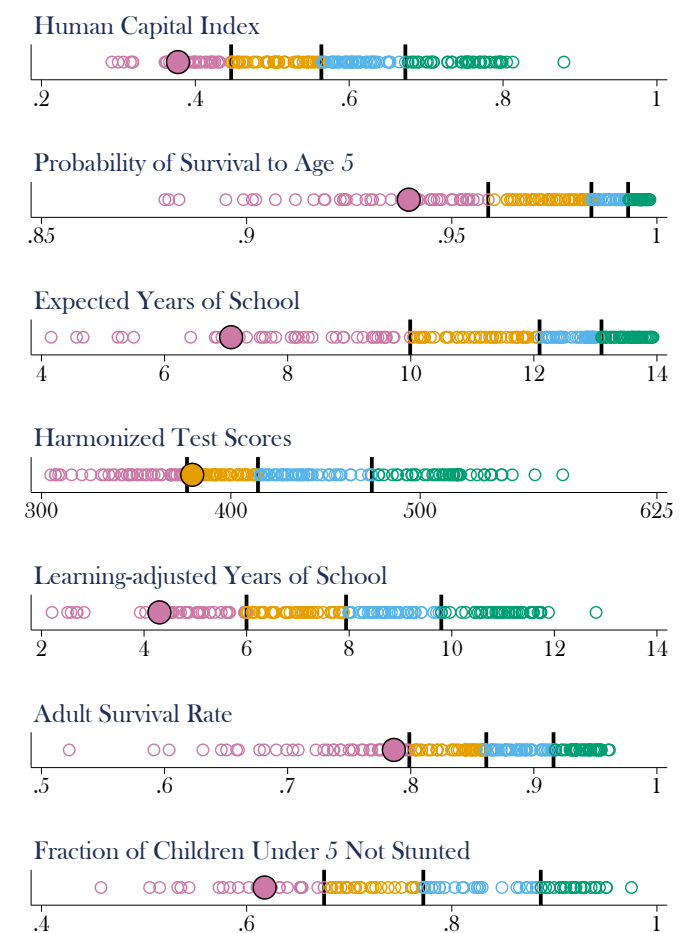 Human Capital Index
.2 .4 .6 .8 1
Probability of Survival to Age 5
.85 .9 .95 1
Expected Years of School
4 6 8 10 12 14
Harmonized Test Scores
300 400 500 625
Learning-adjusted Years of School
2 4 6 8 10 12 14
Adult Survival Rate
.5 .6 .7 .8 .9 1
Fraction of Children Under 5 Not Stunted
.4 .6 .8 1